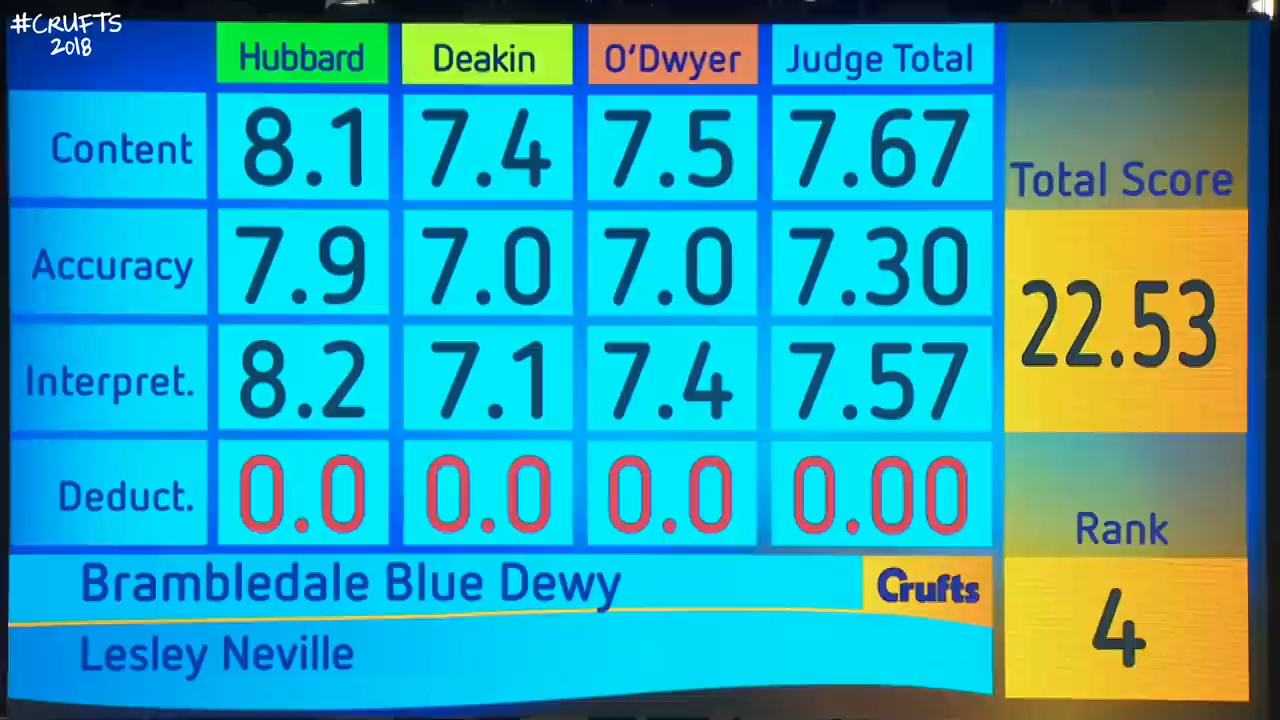 #CRUFTS
2018
Hubbard Deakin O'Dwyer Judge Total
Content 8.1 7.4 7.5 7.67
Total Score
Accuracy 7.9 7.0 7.0 7.30
22.53
Interpret. 8.2 7.1 7.4 7.57
Deduct. 0.0 0.0 0.0 0.00
Rank
4
Brambledale Blue Dewy Crufts
Lesley Neville